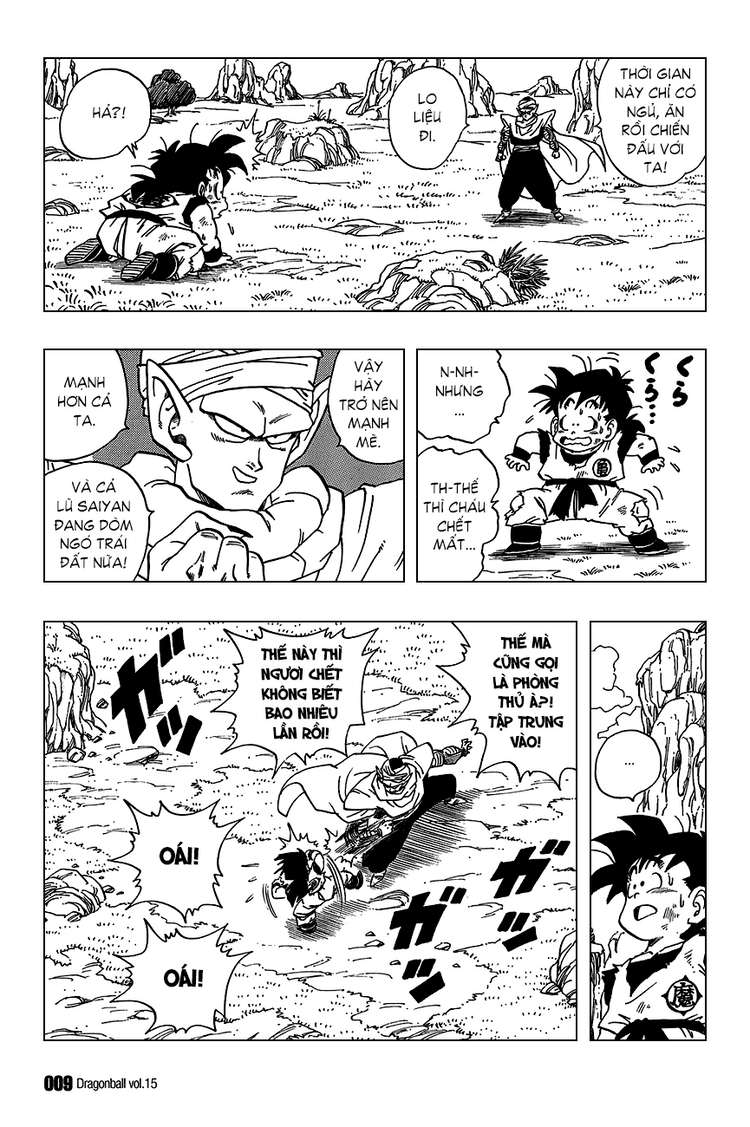 THỜI GIAN
NÀY CHỈ CÓ
NGỦ, ĂN
RỒI CHIẾN
ĐẤU VỚI
TA!
LO
LIỆU
ĐI.
HẢ?!
くら
くら...
N-NH-
NHƯNG
...
TH-THẾ
THÌ CHÁU
CHẾT
MẤT...
VẬY
HÃY
TRỞ NÊN
MẠNH
MẼ.
MẠNH
HƠN CẢ
TA.
VÀ CẢ
LŨ SAIYAN
ĐANG DÒM
NGÓ TRÁI
ĐẤT NỮA!
...
魔
THẾ MÀ
CŨNG GỌI
LÀ PHÒNG
THỦ À?!
TẬP TRUNG
VÀO!
THẾ NÀY THÌ
NGƯƠI CHẾT
KHÔNG BIẾT
BAO NHIÊU
LẦN RỒI!
ガッ
ガッ
ガッ
OÁI!
OÁI!
009 Dragonball vol.15